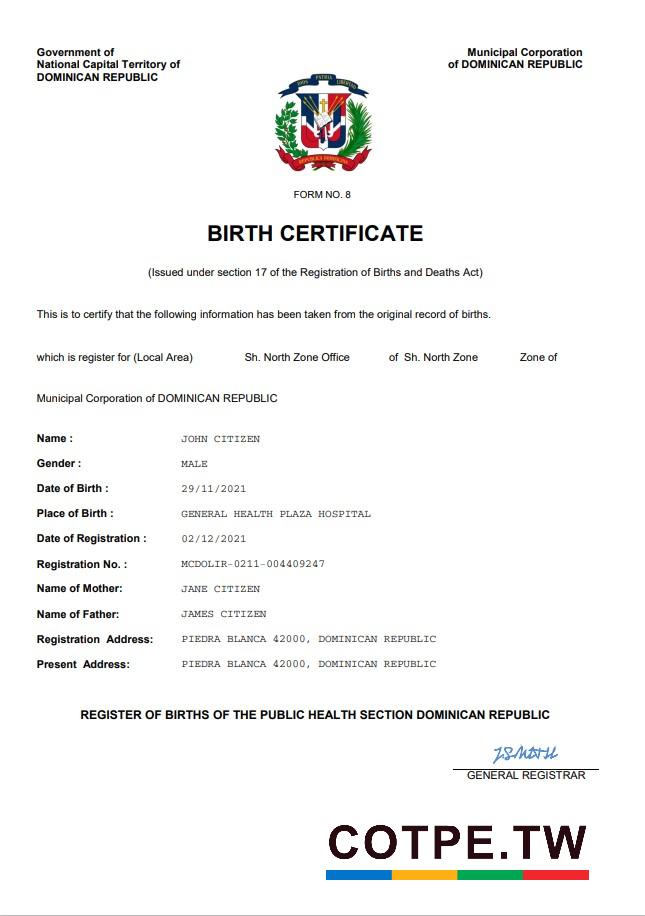 Government of
National Capital Territory of
DOMINICAN REPUBLIC
Municipal Corporation
of DOMINICAN REPUBLIC
DIOS PATRIA LIBERTAD
REPUBLICA DOMINICANA
FORM NO. 8
BIRTH CERTIFICATE
(Issued under section 17 of the Registration of Births and Deaths Act)
This is to certify that the following information has been taken from the original record of births.
which is register for (Local Area) Sh. North Zone Office of Sh. North Zone Zone of
Municipal Corporation of DOMINICAN REPUBLIC
Name : JOHN CITIZEN
Gender : MALE
Date of Birth : 29/11/2021
Place of Birth : GENERAL HEALTH PLAZA HOSPITAL
Date of Registration : 02/12/2021
Registration No. : MCDOLIR-0211-004409247
Name of Mother: JANE CITIZEN
Name of Father: JAMES CITIZEN
Registration Address: PIEDRA BLANCA 42000, DOMINICAN REPUBLIC
Present Address: PIEDRA BLANCA 42000, DOMINICAN REPUBLIC
REGISTER OF BIRTHS OF THE PUBLIC HEALTH SECTION DOMINICAN REPUBLIC
JSMITH
GENERAL REGISTRAR
COTPE.TW